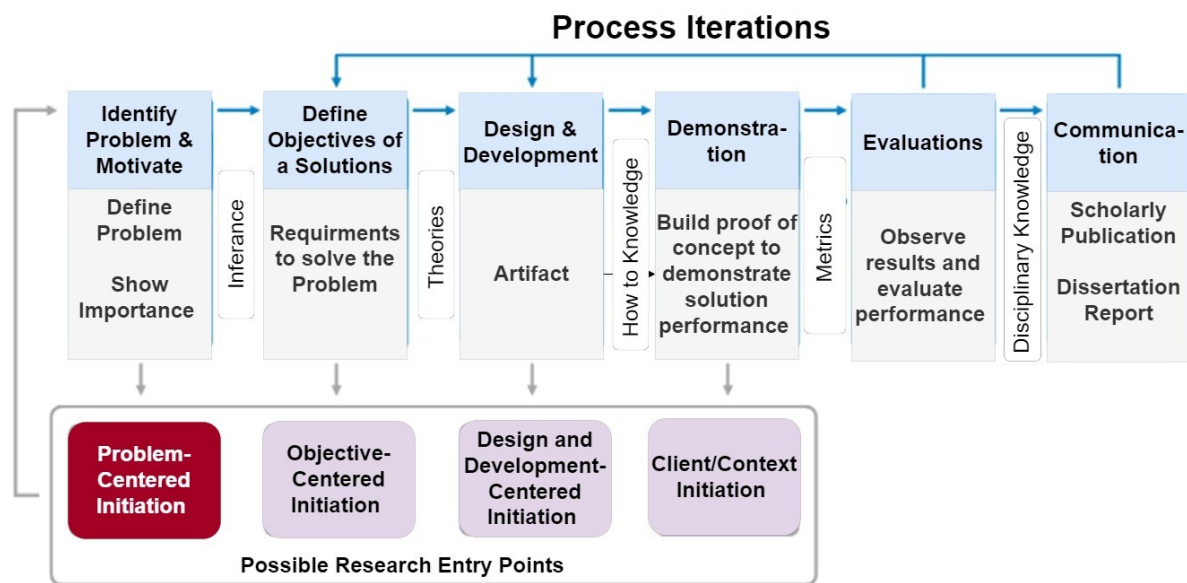 Process Iterations
Identify
Problem &
Motivate
Define
Objectives of
a Solutions
Design &
Development
Demonstra-
tion
Evaluations
Communica-
tion
Define
Problem
Show
Importance
Inferance
Requirments
to solve the
Problem
Theories
Artifact
How to Knowledge
Build proof of
concept to
demonstrate
solution
performance
Metrics
Observe
results and
evaluate
performance
Disciplinary Knowledge
Scholarly
Publication
Dissertation
Report
Problem-
Centered
Initiation
Objective-
Centered
Initiation
Design and
Development-
Centered
Initiation
Client/Context
Initiation
Possible Research Entry Points